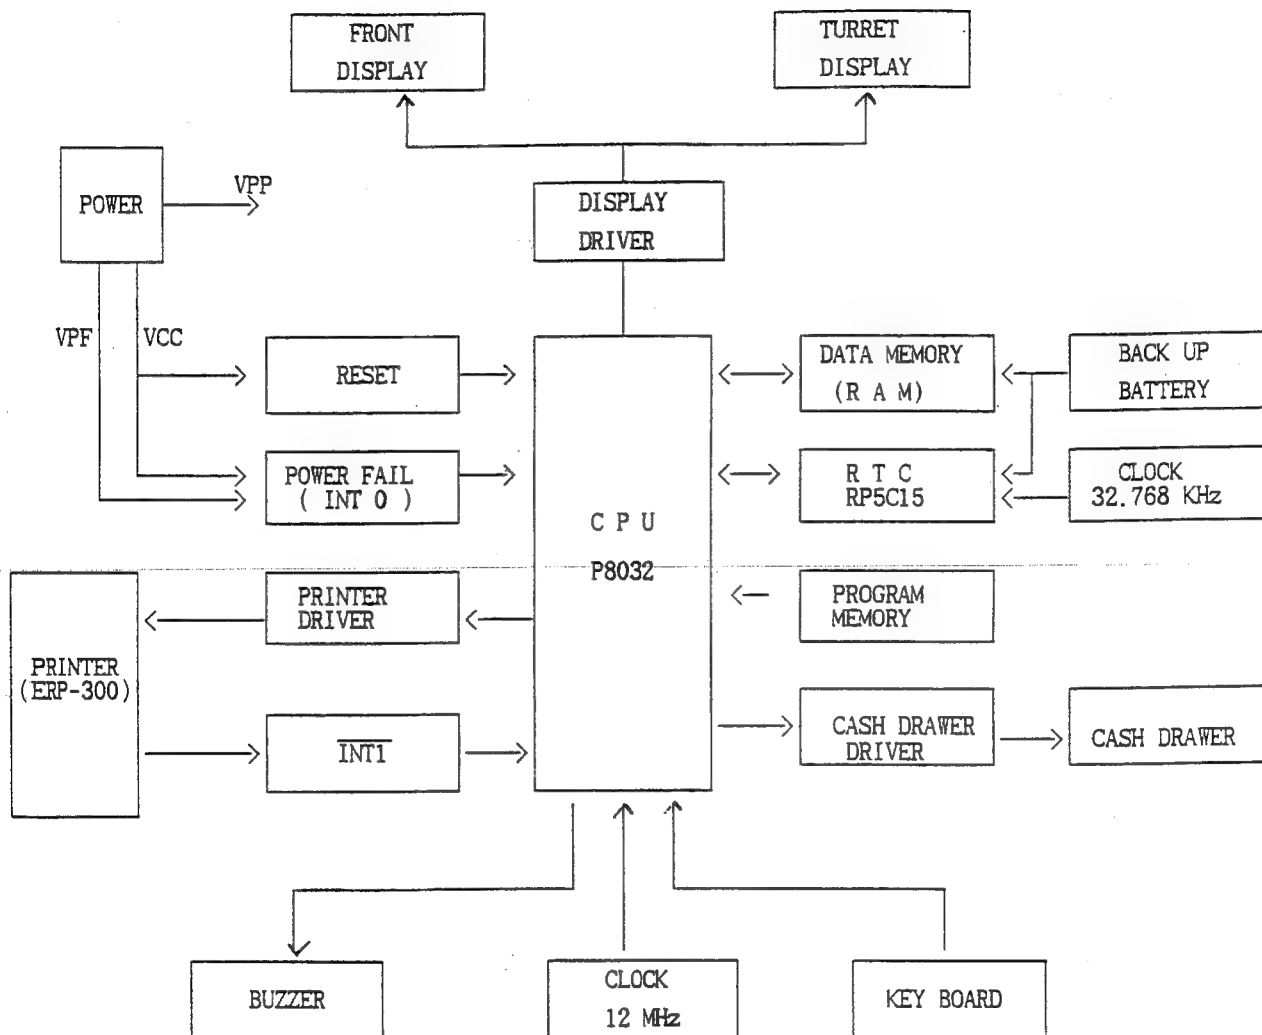 FRONT
DISPLAY
TURRET
DISPLAY
POWER
VPP
DISPLAY
DRIVER
VPF
VCC
RESET
DATA MEMORY
(R A M)
BACK UP
BATTERY
POWER FAIL
( INT 0 )
R T C
RP5C15
CLOCK
32.768 KHz
C P U
P8032
PRINTER
DRIVER
PROGRAM
MEMORY
PRINTER
(ERP-300)
INT1
CASH DRAWER
DRIVER
CASH DRAWER
BUZZER
CLOCK
12 MHz
KEY BOARD